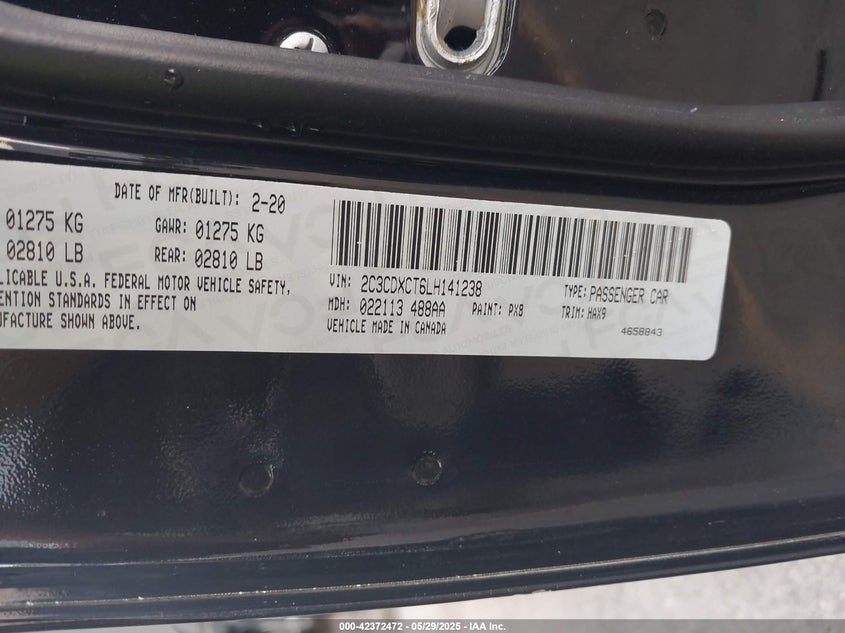 DATE OF MFR(BUILT): 2-20
01275 KG GAWR: 01275 KG
02810 LB REAR: 02810 LB
PLICABLE U.S.A. FEDERAL MOTOR VEHICLE SAFETY,
ENTION STANDARDS IN EFFECT ON
NUFACTURE SHOWN ABOVE.
VIN: 2C3CDXCT6LH141238 TYPE: PASSENGER CAR
MDH: 022113 488AA PAINT: PX8 TRIM: HAX9
VEHICLE MADE IN CANADA 4658843
000-42372472 — 05/29/2025 — IAA Inc.